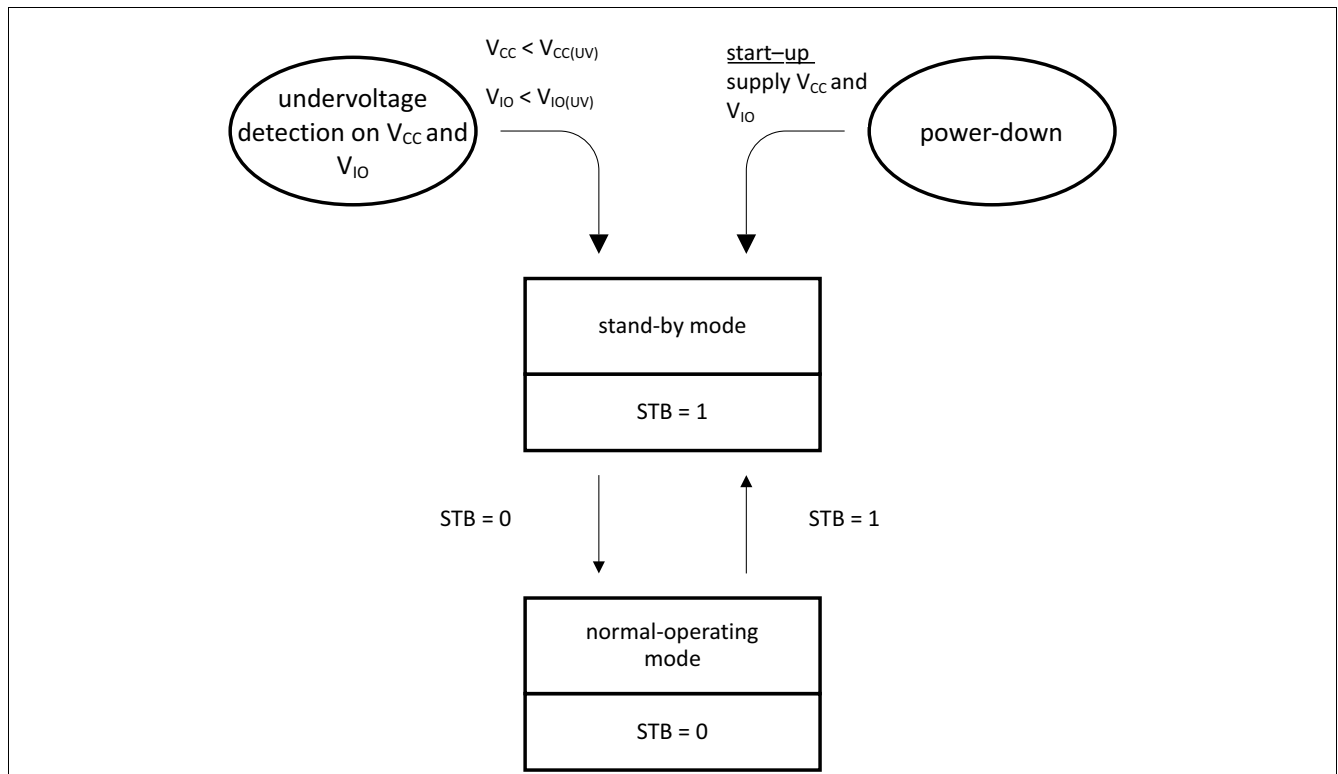 V_CC < V_CC(UV)
V_IO < V_IO(UV)
start–up
supply V_CC and
V_IO
undervoltage
detection on V_CC and
V_IO
power-down
stand-by mode
STB = 1
STB = 0
STB = 1
normal-operating
mode
STB = 0